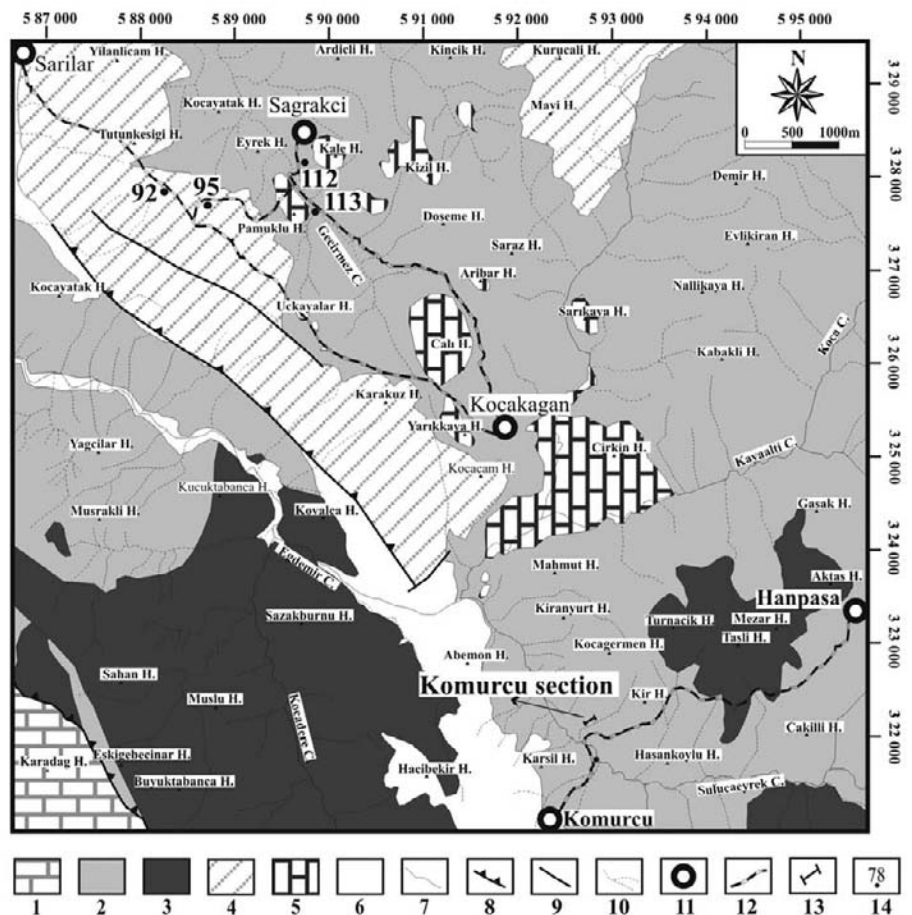 5 87 000 5 88 000 5 89 000 5 90 000 5 91 000 5 92 000 5 93 000 5 94 000 5 95 000
Yilanlicam H. Ardicli H. Kincik H. Kurucali H.
Sarilar
N
3 29 000
Kocayatak H. Sagrakci Mavi H.
0 500 1000m
Tutunkesigi H. Eyrek H. Kale H. Kizil H.
3 28 000
92 95 112 113
Demir H.
Pamuklu H. Doseme H.
Gecirmez C. Saraz H. Evlikiran H.
Aribar H. Nallikaya H.
3 27 000
Kocayatak H. Uckayalar H. Sarıkaya H.
Calı H. Kabakli H. Koca C.
3 26 000
Karakuz H. Kocakagan
Yagcilar H. Yarıkkaya H. Cirkin H. Kavaalti C.
3 25 000
Kucuktabanca H. Kocacam H.
Musrakli H. Kovalca H. Gasak H.
3 24 000
Egdemir C. Mahmut H. Aktas H.
Hanpasa
Sazakburnu H. Kiranyurt H. Turnacik H. Mezar H.
Tasli H.
3 23 000
Abemon H. Kocagermen H.
Sahan H. Komurcu section
Muslu H. Kocadere C. Kir H.
Cakilli H.
3 22 000
Karadag H. Eskigebecinar H. Karsil H. Hasankoylu H.
Buyuktabanca H. Hacibekir H. Sulucaeyrek C.
Komurcu
78
1 2 3 4 5 6 7 8 9 10 11 12 13 14